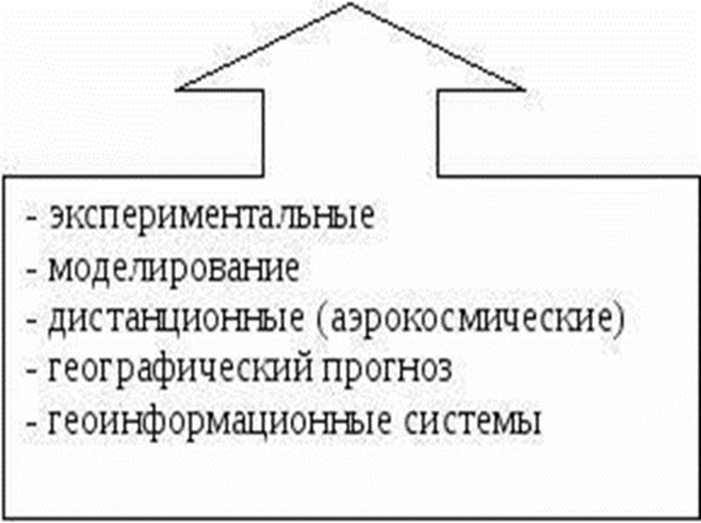 - экспериментальные
- моделирование
- дистанционные (аэрокосмические)
- географический прогноз
- геоинформационные системы